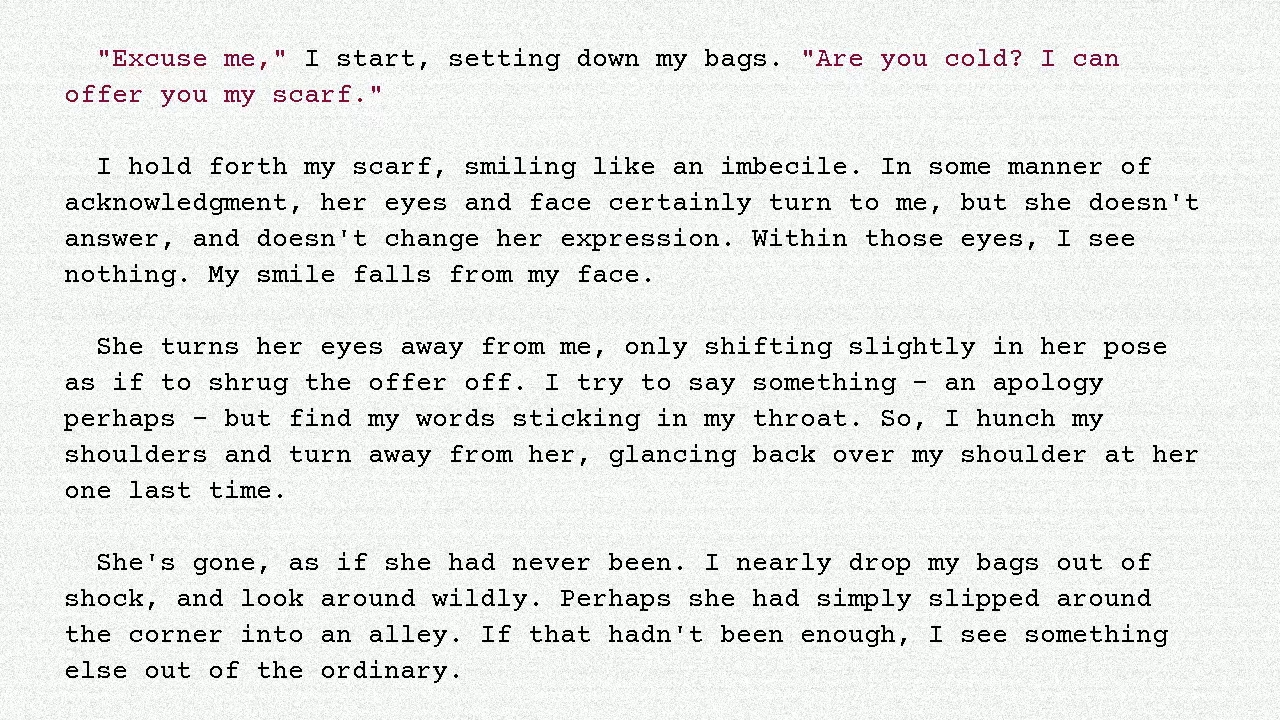 "Excuse me," I start, setting down my bags. "Are you cold? I can
offer you my scarf."
I hold forth my scarf, smiling like an imbecile. In some manner of
acknowledgment, her eyes and face certainly turn to me, but she doesn't
answer, and doesn't change her expression. Within those eyes, I see
nothing. My smile falls from my face.
She turns her eyes away from me, only shifting slightly in her pose
as if to shrug the offer off. I try to say something – an apology
perhaps – but find my words sticking in my throat. So, I hunch my
shoulders and turn away from her, glancing back over my shoulder at her
one last time.
She's gone, as if she had never been. I nearly drop my bags out of
shock, and look around wildly. Perhaps she had simply slipped around
the corner into an alley. If that hadn't been enough, I see something
else out of the ordinary.